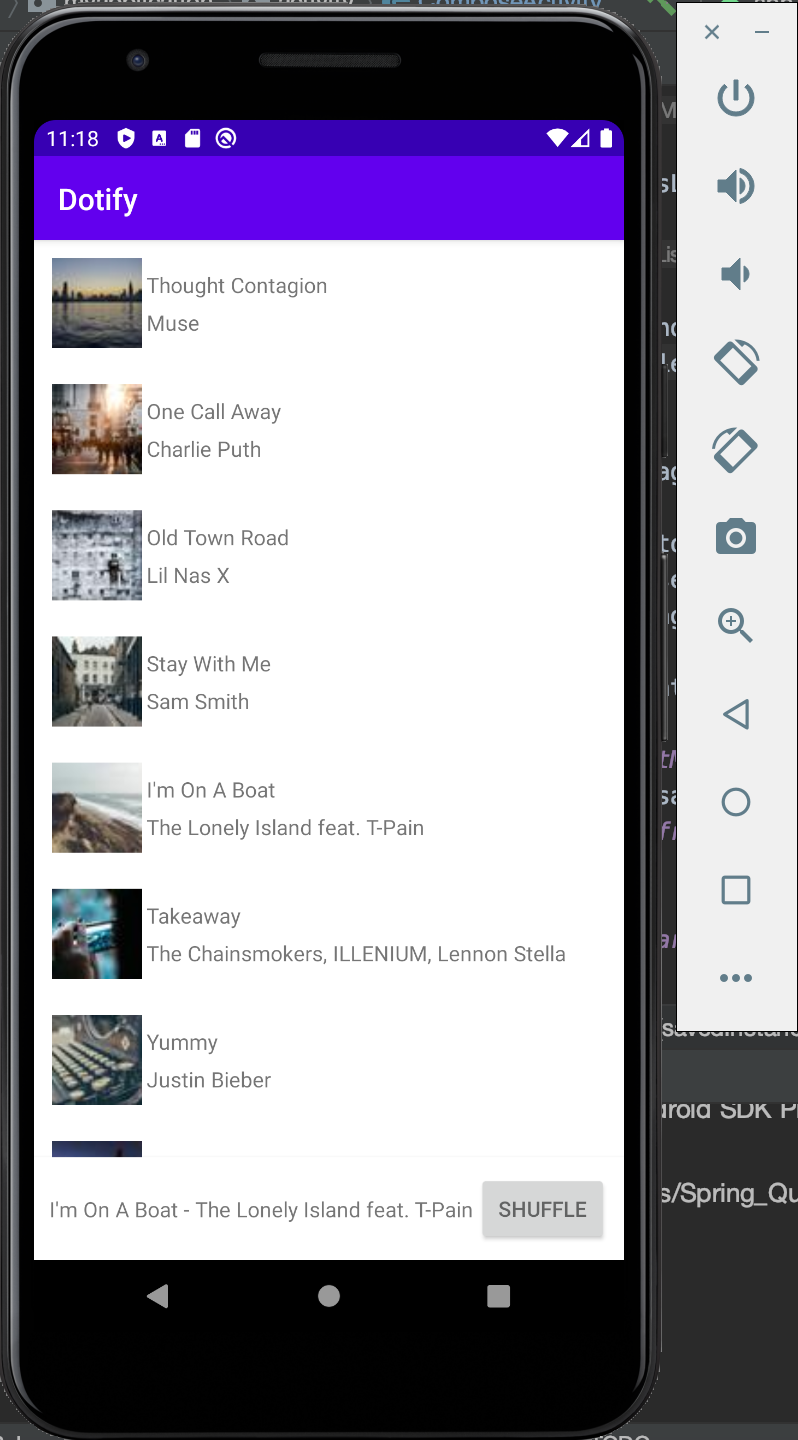 ComposeActivity
11:18
Dotify
Thought Contagion
Muse
One Call Away
Charlie Puth
Old Town Road
Lil Nas X
Stay With Me
Sam Smith
I'm On A Boat
The Lonely Island feat. T-Pain
Takeaway
The Chainsmokers, ILLENIUM, Lennon Stella
Yummy
Justin Bieber
I'm On A Boat - The Lonely Island feat. T-Pain
SHUFFLE
SDK
s/Spring_Qu